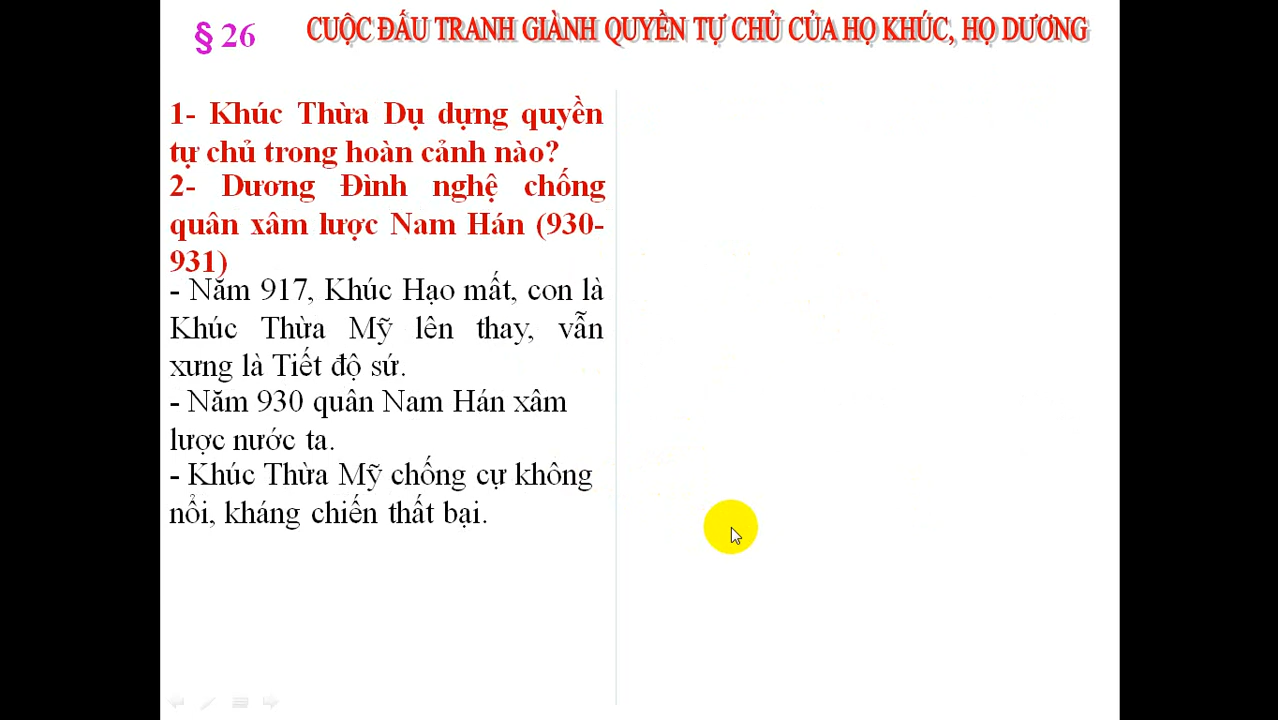 § 26
CUỘC ĐẤU TRANH GIÀNH QUYỀN TỰ CHỦ CỦA HỌ KHÚC, HỌ DƯƠNG
1- Khúc Thừa Dụ dựng quyền
tự chủ trong hoàn cảnh nào?
2- Dương Đình nghệ chống
quân xâm lược Nam Hán (930-
931)
- Năm 917, Khúc Hạo mất, con là
Khúc Thừa Mỹ lên thay, vẫn
xưng là Tiết độ sứ.
- Năm 930 quân Nam Hán xâm
lược nước ta.
- Khúc Thừa Mỹ chống cự không
nổi, kháng chiến thất bại.